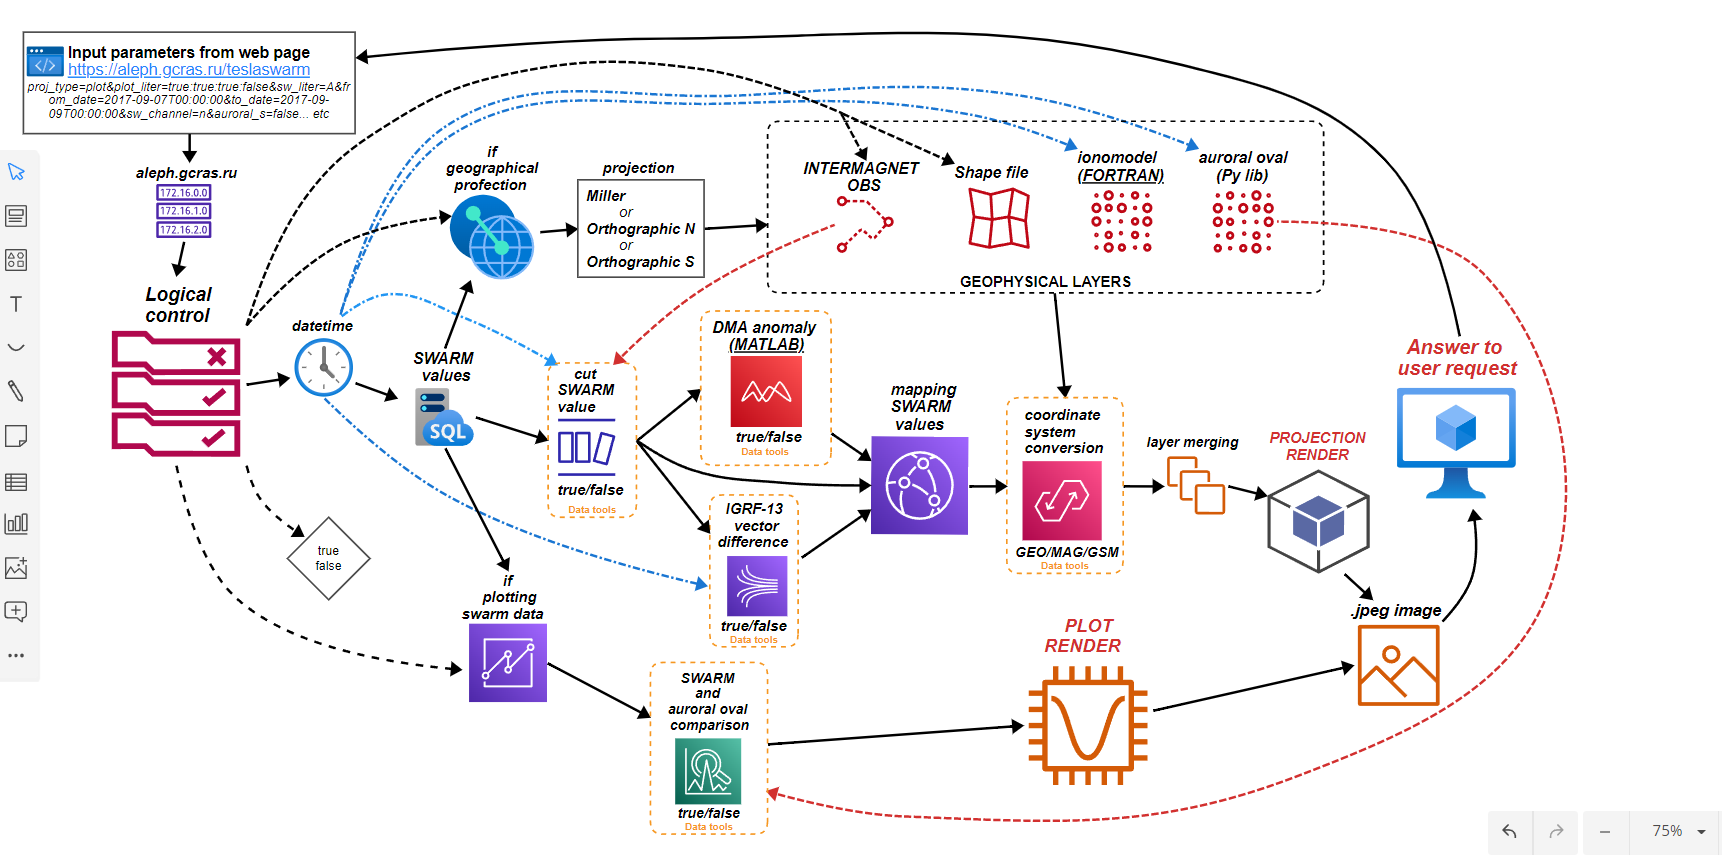 Input parameters from web page
https://aleph.gcras.ru/teslaswarm
proj_type=plot&plot_liter=true:true:true:false&sw_liter=A&fr
om_date=2017-09-07T00:00:00&to_date=2017-09-
09T00:00:00&sw_channel=n&auroral_s=false... etc
aleph.gcras.ru
172.16.0.0
172.16.1.0
172.16.2.0
Logical
control
datetime
true
false
if
geographical
profection
projection
Miller
or
Orthographic N
or
Orthographic S
INTERMAGNET
OBS
Shape file
ionomodel
(FORTRAN)
auroral oval
(Py lib)
GEOPHYSICAL LAYERS
SWARM
values
SQL
cut
SWARM
value
true/false
Data tools
DMA anomaly
(MATLAB)
true/false
Data tools
IGRF-13
vector
difference
true/false
Data tools
mapping
SWARM
values
coordinate
system
conversion
GEO/MAG/GSM
Data tools
layer merging
PROJECTION
RENDER
Answer to
user request
.jpeg image
if
plotting
swarm data
SWARM
and
auroral oval
comparison
true/false
Data tools
PLOT
RENDER
T
75%